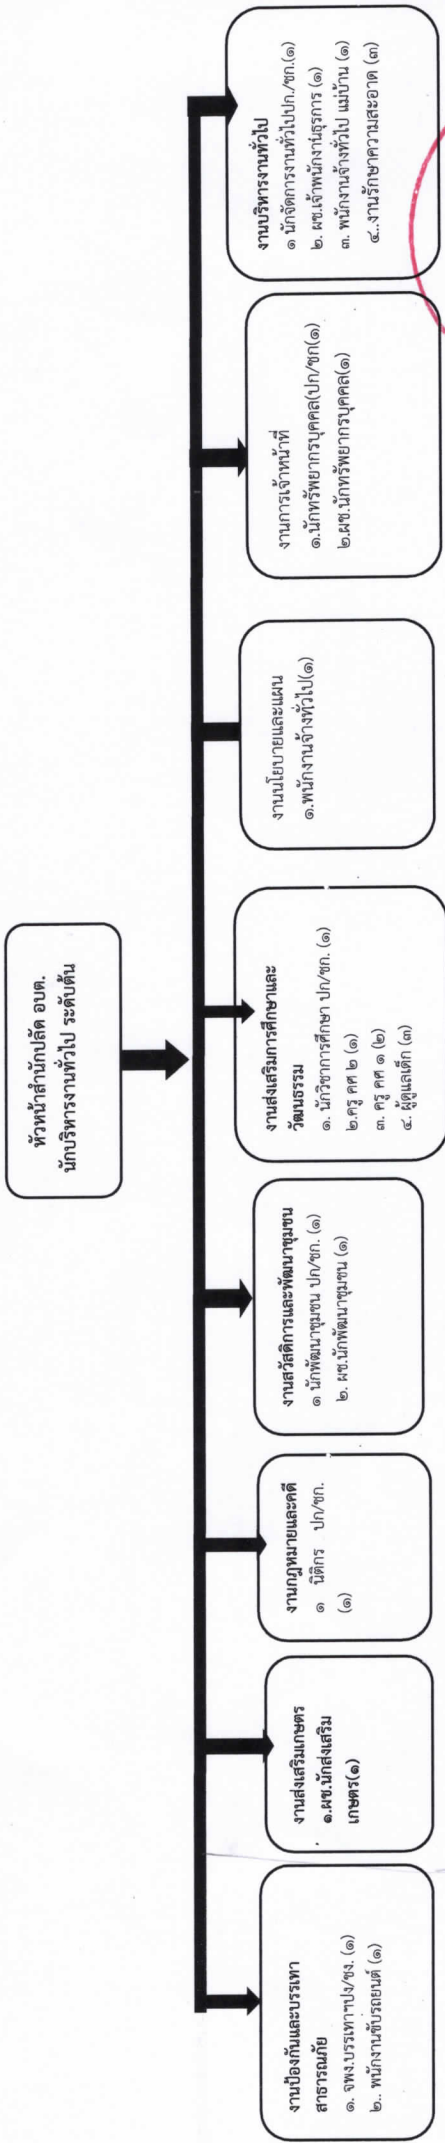 หัวหน้าสำนักปลัด อบต.
นักบริหารงานทั่วไป ระดับต้น
งานป้องกันและบรรเทา
สาธารณภัย
๑. จพง.บรรเทาฯปง/ชง. (๑)
๒.. พนักงานขับรถยนต์ (๑)
งานส่งเสริมเกษตร
๑.ผช.นักส่งเสริม
เกษตร(๑)
งานกฎหมายและคดี
๑ นิติกร ปก/ชก.
(๑)
งานสวัสดิการและพัฒนาชุมชน
๑ นักพัฒนาชุมชน ปก/ชก. (๑)
๒. ผช.นักพัฒนาชุมชน (๑)
งานส่งเสริมการศึกษาและ
วัฒนธรรม
๑. นักวิชาการศึกษา ปก/ชก. (๑)
๒.ครู คศ ๒ (๑)
๓. ครู คศ ๑ (๒)
๔. ผู้ดูแลเด็ก (๓)
งานนโยบายและแผน
๑.พนักงานจ้างทั่วไป(๑)
งานการเจ้าหน้าที่
๑.นักทรัพยากรบุคคล(ปก/ชก(๑)
๒.ผช.นักทรัพยากรบุคคล(๑)
งานบริหารงานทั่วไป
๑ นักจัดการงานทั่วไปปก./ชก.(๑)
๒. ผช.เจ้าพนักงานธุรการ (๑)
๓. พนักงานจ้างทั่วไป แม่บ้าน (๑)
๔..งานรักษาความสะอาด (๓)